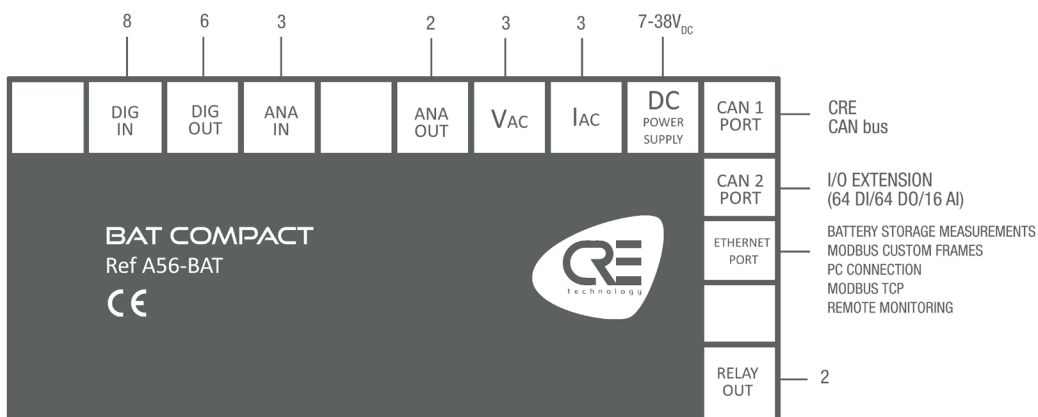 8 6 3 2 3 3 7-38VDC
DIG
IN
DIG
OUT
ANA
IN
ANA
OUT
VAC
IAC
DC
POWER
SUPPLY
CAN 1
PORT
CRE
CAN bus
CAN 2
PORT
I/O EXTENSION
(64 DI/64 DO/16 AI)
ETHERNET
PORT
BATTERY STORAGE MEASUREMENTS
MODBUS CUSTOM FRAMES
PC CONNECTION
MODBUS TCP
REMOTE MONITORING
BAT COMPACT
Ref A56-BAT
CE
CRE
technology
RELAY
OUT
2